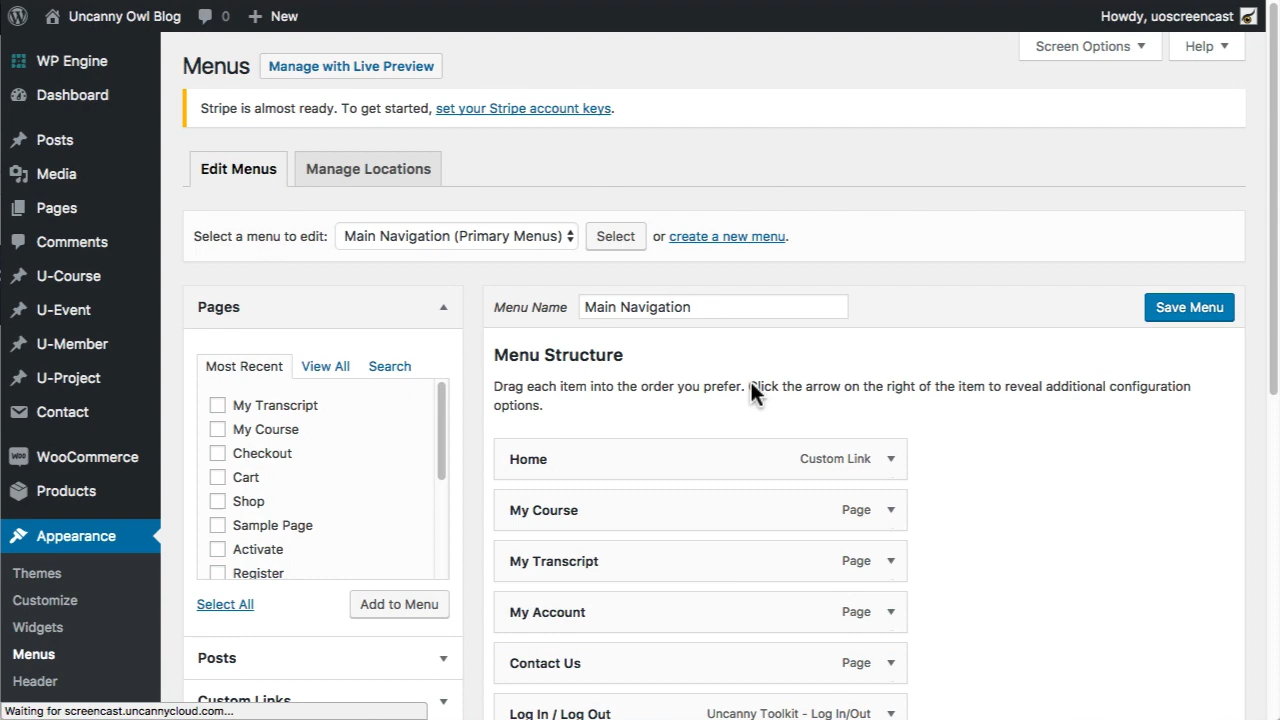 Uncanny Owl Blog 0 New Howdy, uoscreencast
WP Engine
Dashboard
Posts
Media
Pages
Comments
U-Course
U-Event
U-Member
U-Project
Contact
WooCommerce
Products
Appearance
Themes
Customize
Widgets
Menus
Header
Waiting for screencast.uncannycloud.com...
Screen Options Help
Menus Manage with Live Preview
Stripe is almost ready. To get started, set your Stripe account keys.
Edit Menus Manage Locations
Select a menu to edit: Main Navigation (Primary Menus) Select or create a new menu.
Pages
Most Recent View All Search
My Transcript
My Course
Checkout
Cart
Shop
Sample Page
Activate
Register
Select All Add to Menu
Posts
Custom Links
Menu Name Main Navigation Save Menu
Menu Structure
Drag each item into the order you prefer. Click the arrow on the right of the item to reveal additional configuration
options.
Home Custom Link
My Course Page
My Transcript Page
My Account Page
Contact Us Page
Log In / Log Out Uncanny Toolkit - Log In/Out